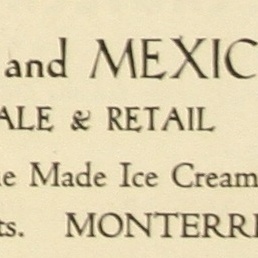 and MEXIC
ALE & RETAIL
e Made Ice Cream
ts. MONTERR